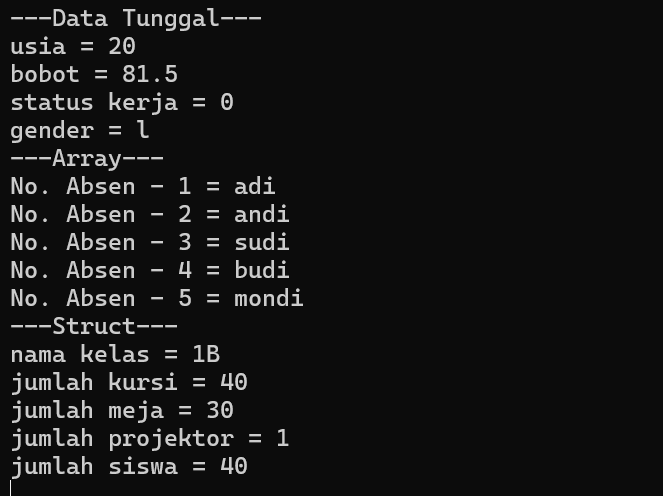 ---Data Tunggal---
usia = 20
bobot = 81.5
status kerja = 0
gender = l
---Array---
No. Absen - 1 = adi
No. Absen - 2 = andi
No. Absen - 3 = sudi
No. Absen - 4 = budi
No. Absen - 5 = mondi
---Struct---
nama kelas = 1B
jumlah kursi = 40
jumlah meja = 30
jumlah projektor = 1
jumlah siswa = 40